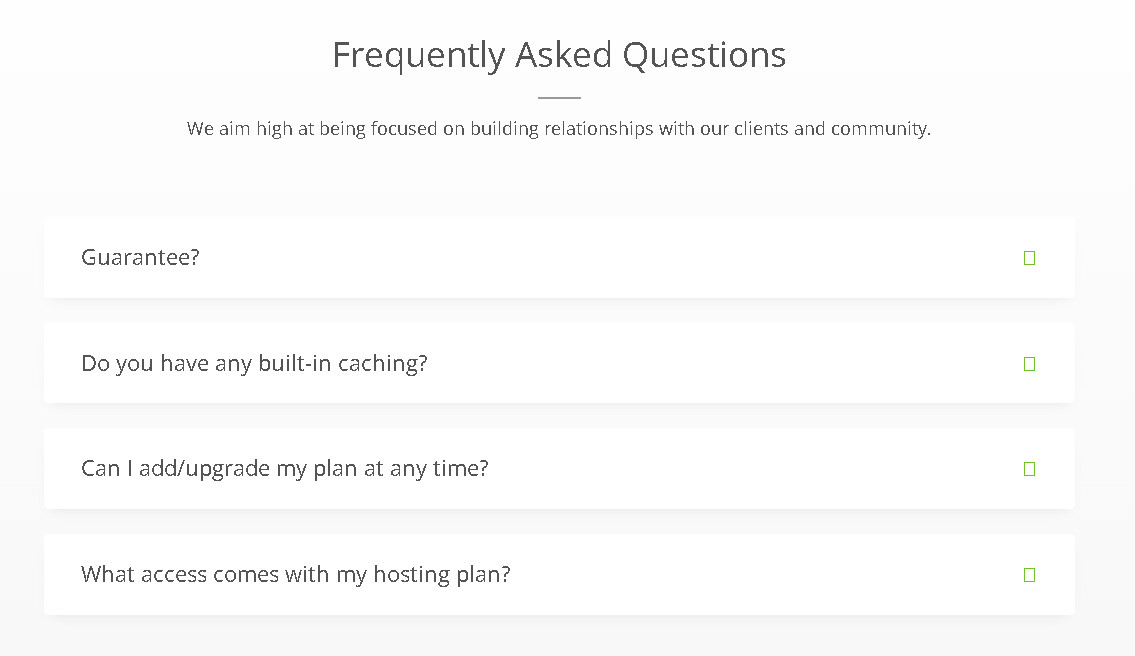 Frequently Asked Questions
We aim high at being focused on building relationships with our clients and community.
Guarantee?
Do you have any built-in caching?
Can I add/upgrade my plan at any time?
What access comes with my hosting plan?